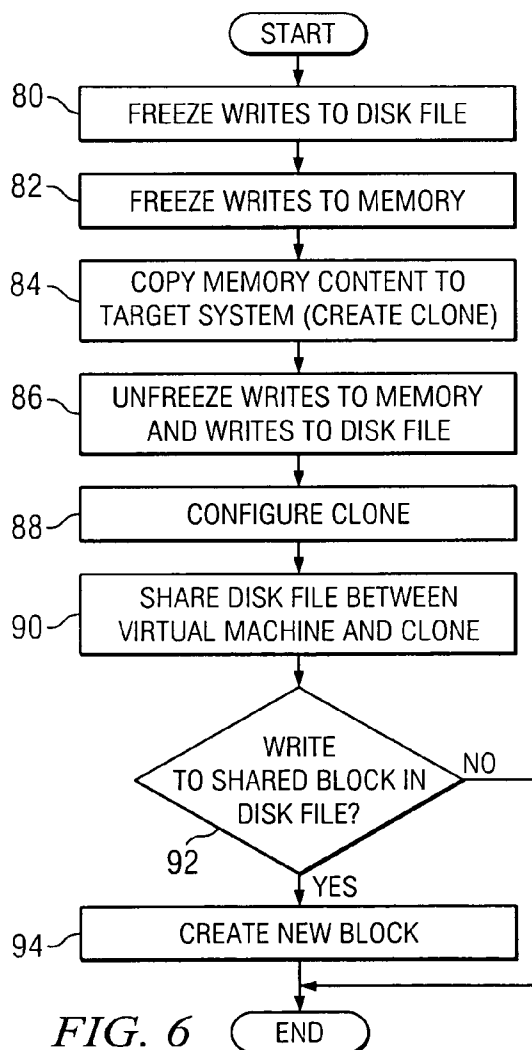 START
80
FREEZE WRITES TO DISK FILE
82
FREEZE WRITES TO MEMORY
84
COPY MEMORY CONTENT TO
TARGET SYSTEM (CREATE CLONE)
86
UNFREEZE WRITES TO MEMORY
AND WRITES TO DISK FILE
88
CONFIGURE CLONE
90
SHARE DISK FILE BETWEEN
VIRTUAL MACHINE AND CLONE
WRITE
TO SHARED BLOCK IN
DISK FILE?
NO
92
YES
94
CREATE NEW BLOCK
FIG. 6
END